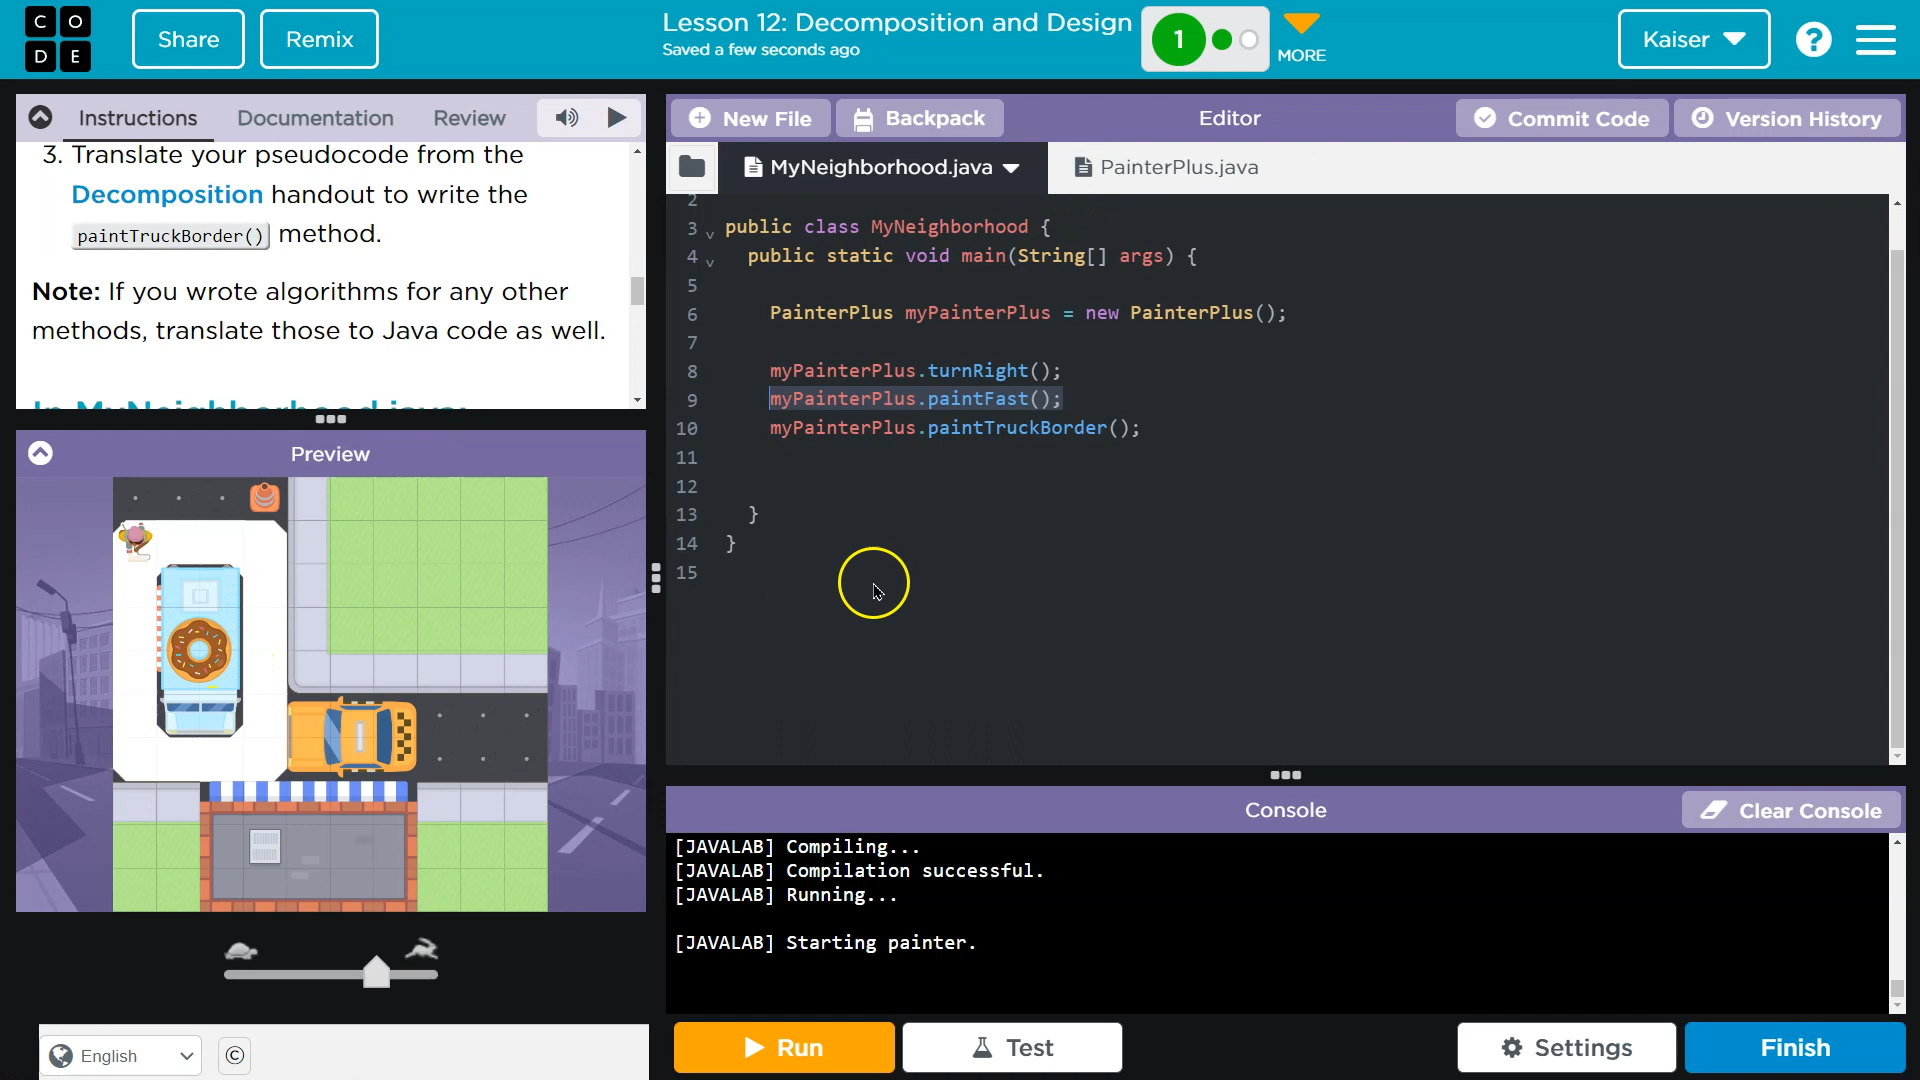 C O
D E
Share
Remix
Lesson 12: Decomposition and Design
Saved a few seconds ago
1
MORE
Kaiser
?
Instructions
Documentation
Review
3. Translate your pseudocode from the
Decomposition handout to write the
paintTruckBorder() method.
Note: If you wrote algorithms for any other
methods, translate those to Java code as well.
In MyNeighborhood.java:
Preview
English
©
New File
Backpack
Editor
Commit Code
Version History
MyNeighborhood.java
PainterPlus.java
2
3 public class MyNeighborhood {
4 public static void main(String[] args) {
5
6 PainterPlus myPainterPlus = new PainterPlus();
7
8 myPainterPlus.turnRight();
9 myPainterPlus.paintFast();
10 myPainterPlus.paintTruckBorder();
11
12
13 }
14 }
15
Console
Clear Console
[JAVALAB] Compiling...
[JAVALAB] Compilation successful.
[JAVALAB] Running...
[JAVALAB] Starting painter.
Run
Test
Settings
Finish